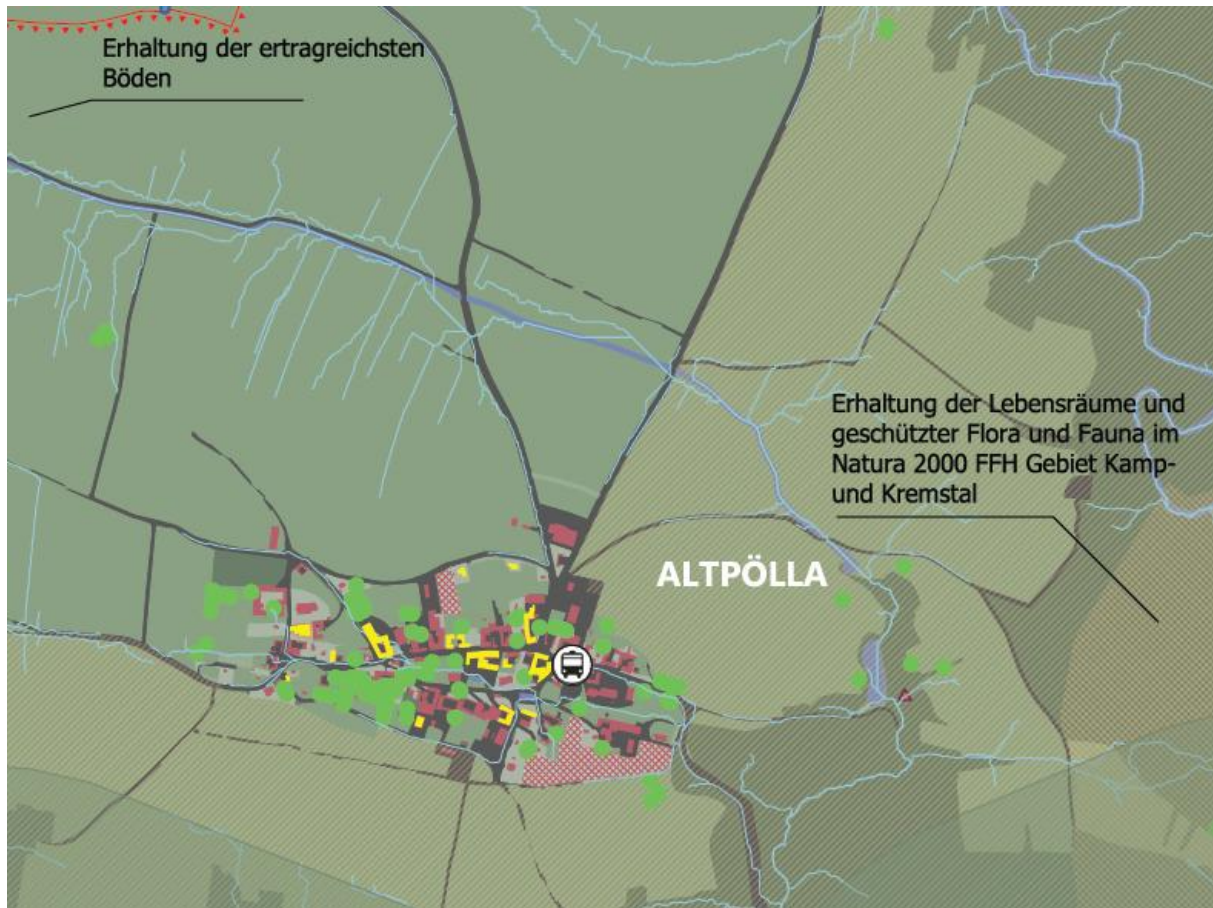 Erhaltung der ertragreichsten
Böden
Erhaltung der Lebensräume und
geschützter Flora und Fauna im
Natura 2000 FFH Gebiet Kamp-
und Kremstal
ALTPÖLLA